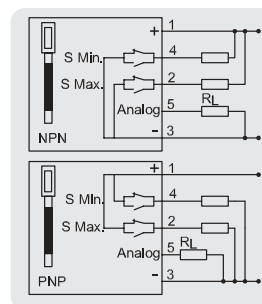 + 1
S Min. 4
S Max. 2
Analog 5 RL
- 3
NPN
+ 1
S MIn. 4
S Max. 2
Analog 5 RL
- 3
PNP